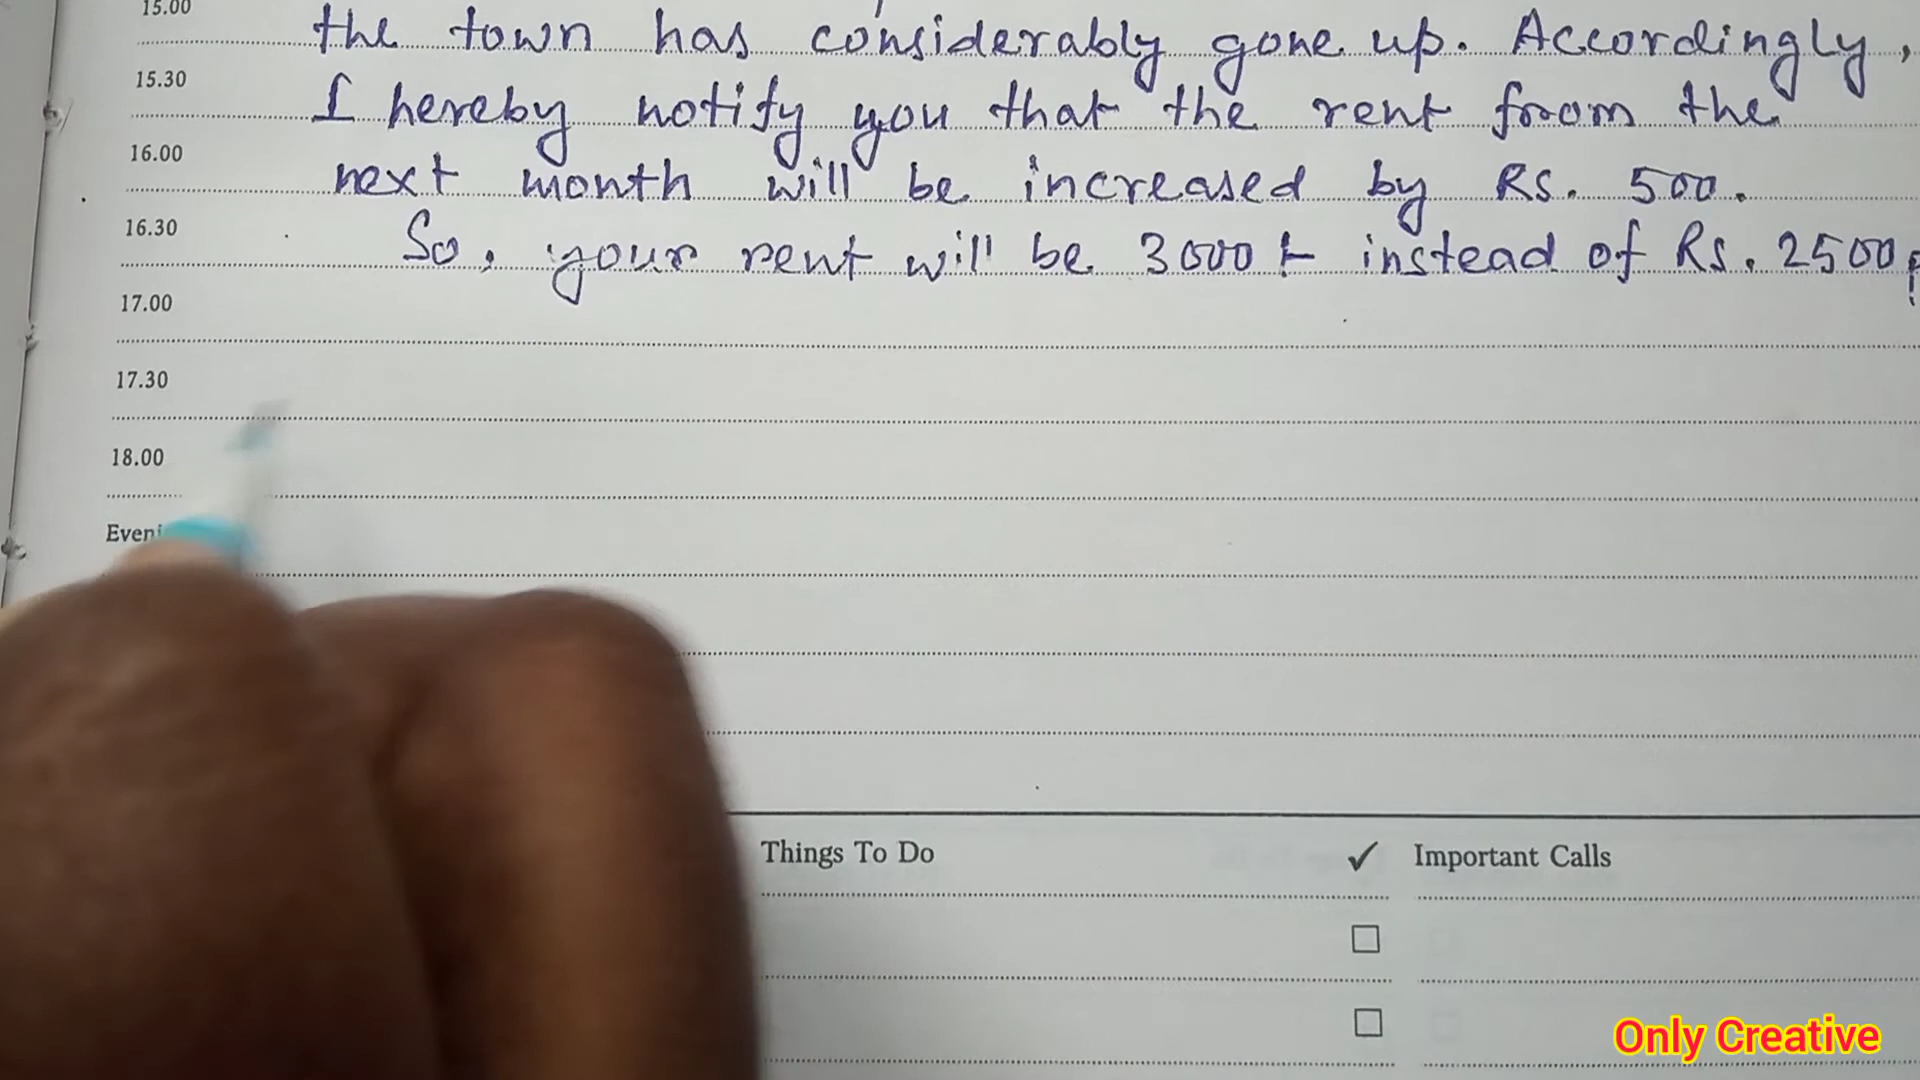 15.00
the town has considerably gone up. Accordingly,
15.30
I hereby notify you that the rent from the
16.00
next month will be increased by Rs. 500.
16.30
So, your rent will be 3000/- instead of Rs. 2500
17.00
17.30
18.00
Eveni
Things To Do ✓ Important Calls
Only Creative